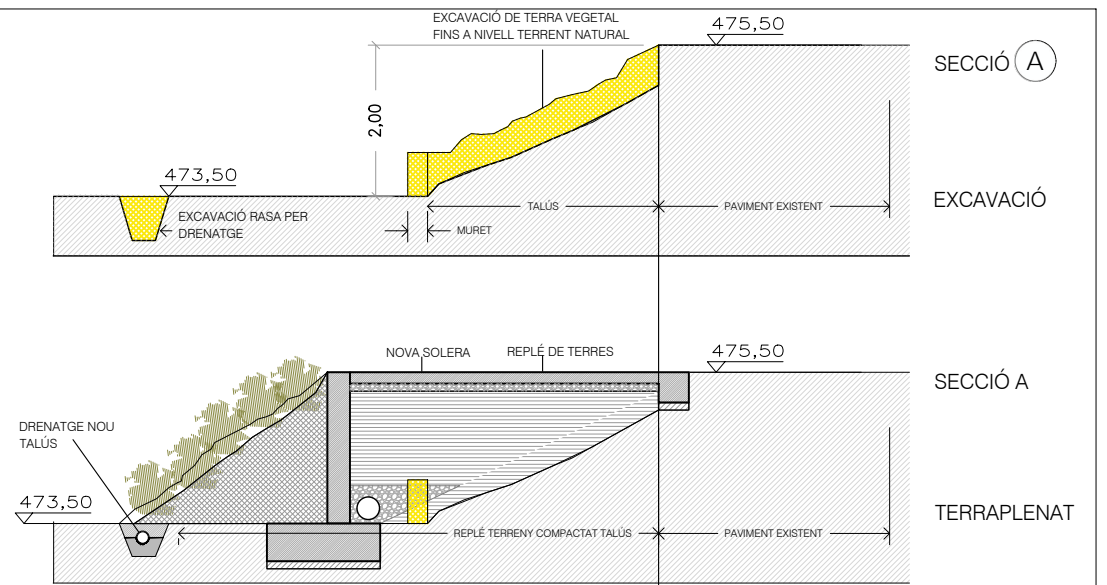 EXCAVACIÓ DE TERRA VEGETAL
FINS A NIVELL TERRENT NATURAL
475,50
SECCIÓ A
2,00
473,50
EXCAVACIÓ RASA PER
DRENATGE
MURET
TALÚS
PAVIMENT EXISTENT
EXCAVACIÓ
NOVA SOLERA
REPLÉ DE TERRES
475,50
SECCIÓ A
DRENATGE NOU
TALÚS
473,50
REPLÉ TERRENY COMPACTAT TALÚS
PAVIMENT EXISTENT
TERRAPLENAT